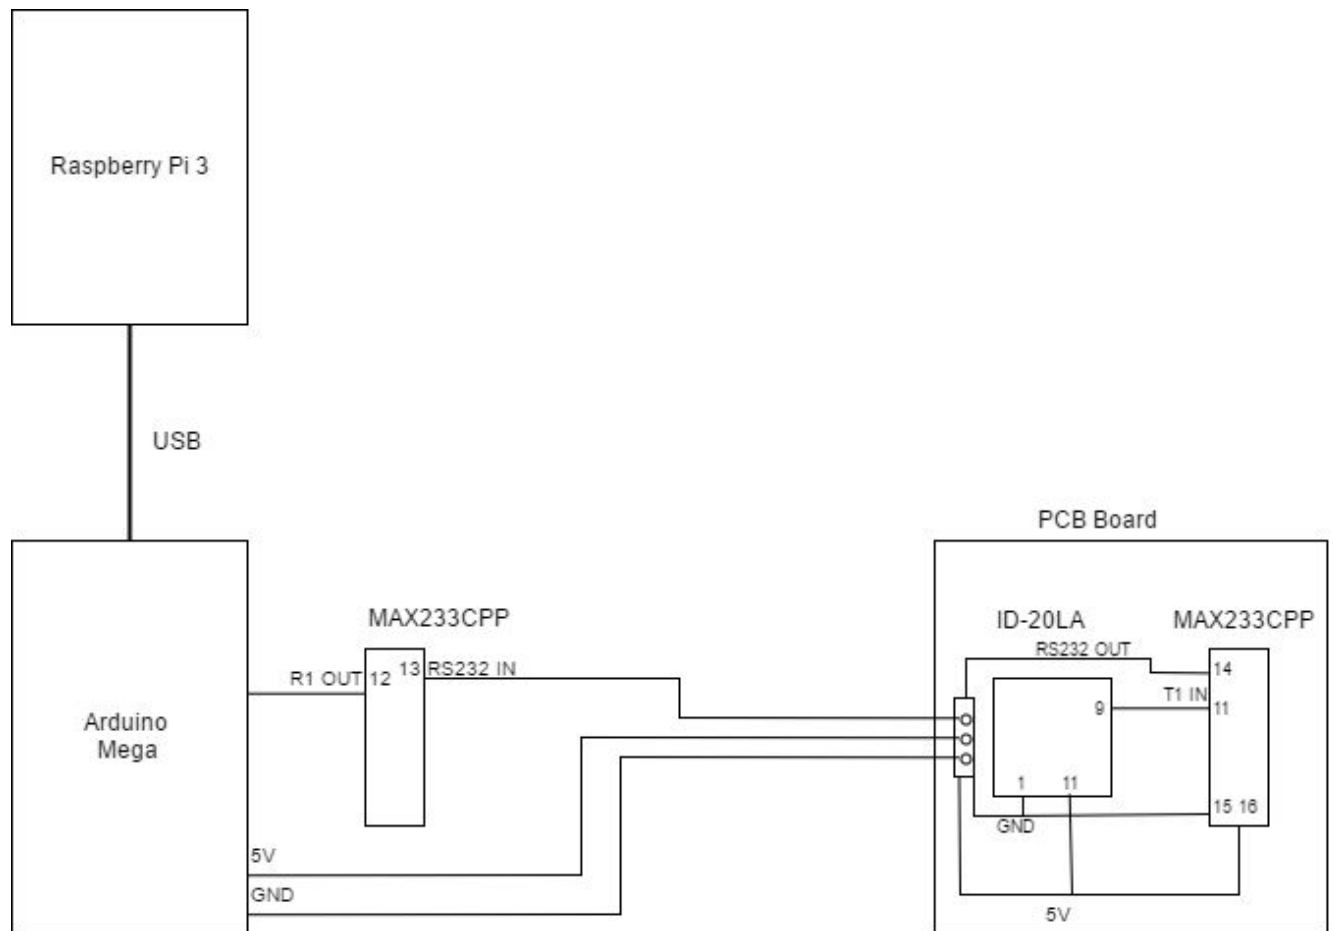 Raspberry Pi 3
USB
PCB Board
MAX233CPP
ID-20LA
MAX233CPP
RS232 OUT
R1 OUT
12
13
RS232 IN
14
T1 IN
9
11
Arduino
Mega
1
11
15 16
GND
5V
GND
5V